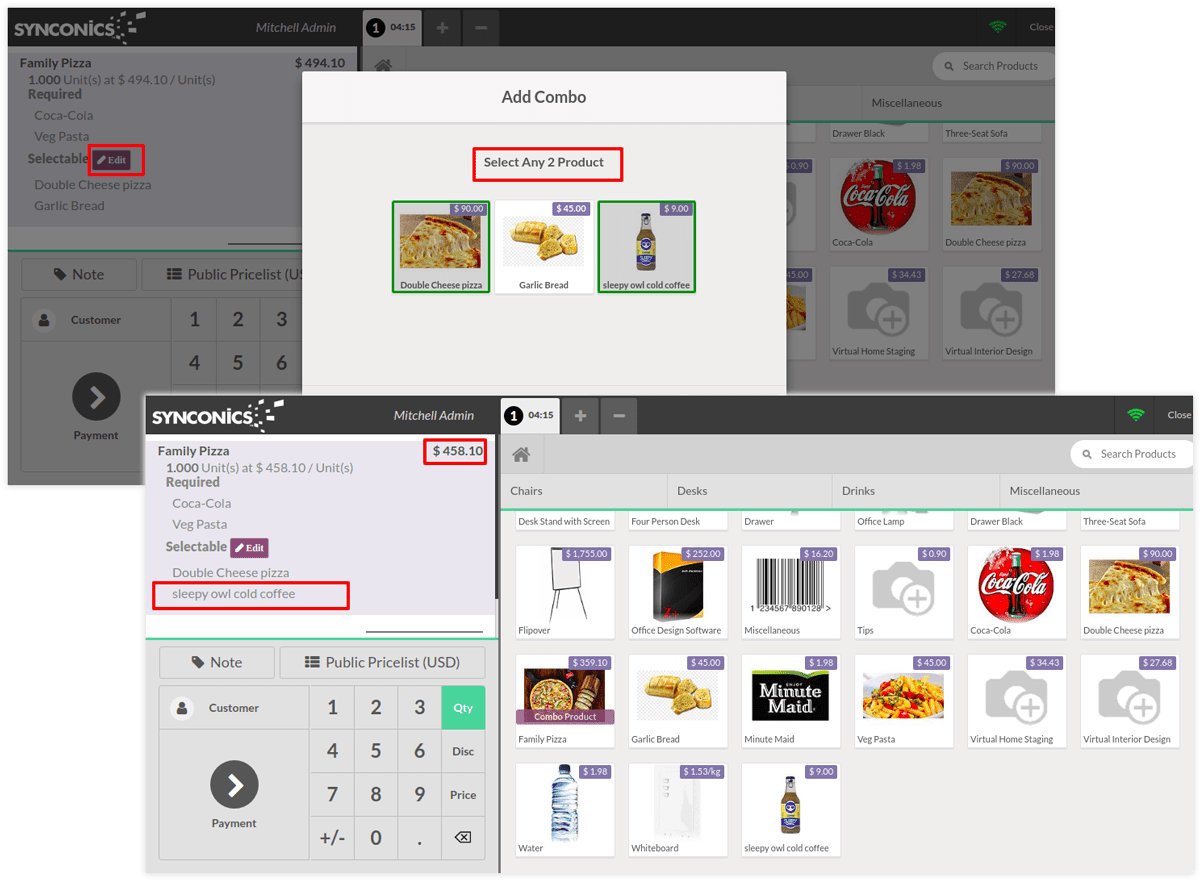 SYNCONICS
Mitchell Admin
1 04:15
Close
Family Pizza $ 494.10
1.000 Unit(s) at $ 494.10 / Unit(s)
Required
Coca-Cola
Veg Pasta
Selectable Edit
Double Cheese pizza
Garlic Bread
Note
Public Pricelist (US
Customer
1 2 3
4 5 6
Payment
Search Products
Miscellaneous
Drawer Black
Three-Seat Sofa
0.90
$ 1.98
Coca-Cola
Coca-Cola
$ 90.00
Double Cheese pizza
45.00
$ 34.43
Virtual Home Staging
$ 27.68
Virtual Interior Design
Add Combo
Select Any 2 Product
$ 90.00
Double Cheese pizza
$ 45.00
Garlic Bread
$ 9.00
sleepy owl cold coffee
SYNCONICS
Mitchell Admin
1 04:15
Close
Family Pizza $ 458.10
1.000 Unit(s) at $ 458.10 / Unit(s)
Required
Coca-Cola
Veg Pasta
Selectable Edit
Double Cheese pizza
sleepy owl cold coffee
Note
Public Pricelist (USD)
Customer
Payment
1 2 3 Qty
4 5 6 Disc
7 8 9 Price
+/- 0 .
Search Products
Chairs Desks Drinks Miscellaneous
Desk Stand with Screen
Four Person Desk
Drawer
Office Lamp
Drawer Black
Three-Seat Sofa
$ 1,755.00
Flipover
$ 252.00
Office Design Software
$ 16.20
1 234567 890128 >
Miscellaneous
$ 0.90
Tips
$ 1.98
Coca-Cola
Coca-Cola
$ 90.00
Double Cheese pizza
$ 359.10
Combo Product
Family Pizza
$ 45.00
Garlic Bread
$ 1.98
ENJOY
Minute
Maid
Minute Maid
$ 45.00
Veg Pasta
$ 34.43
Virtual Home Staging
$ 27.68
Virtual Interior Design
$ 1.98
Water
$ 1.53/kg
Whiteboard
$ 9.00
sleepy owl cold coffee